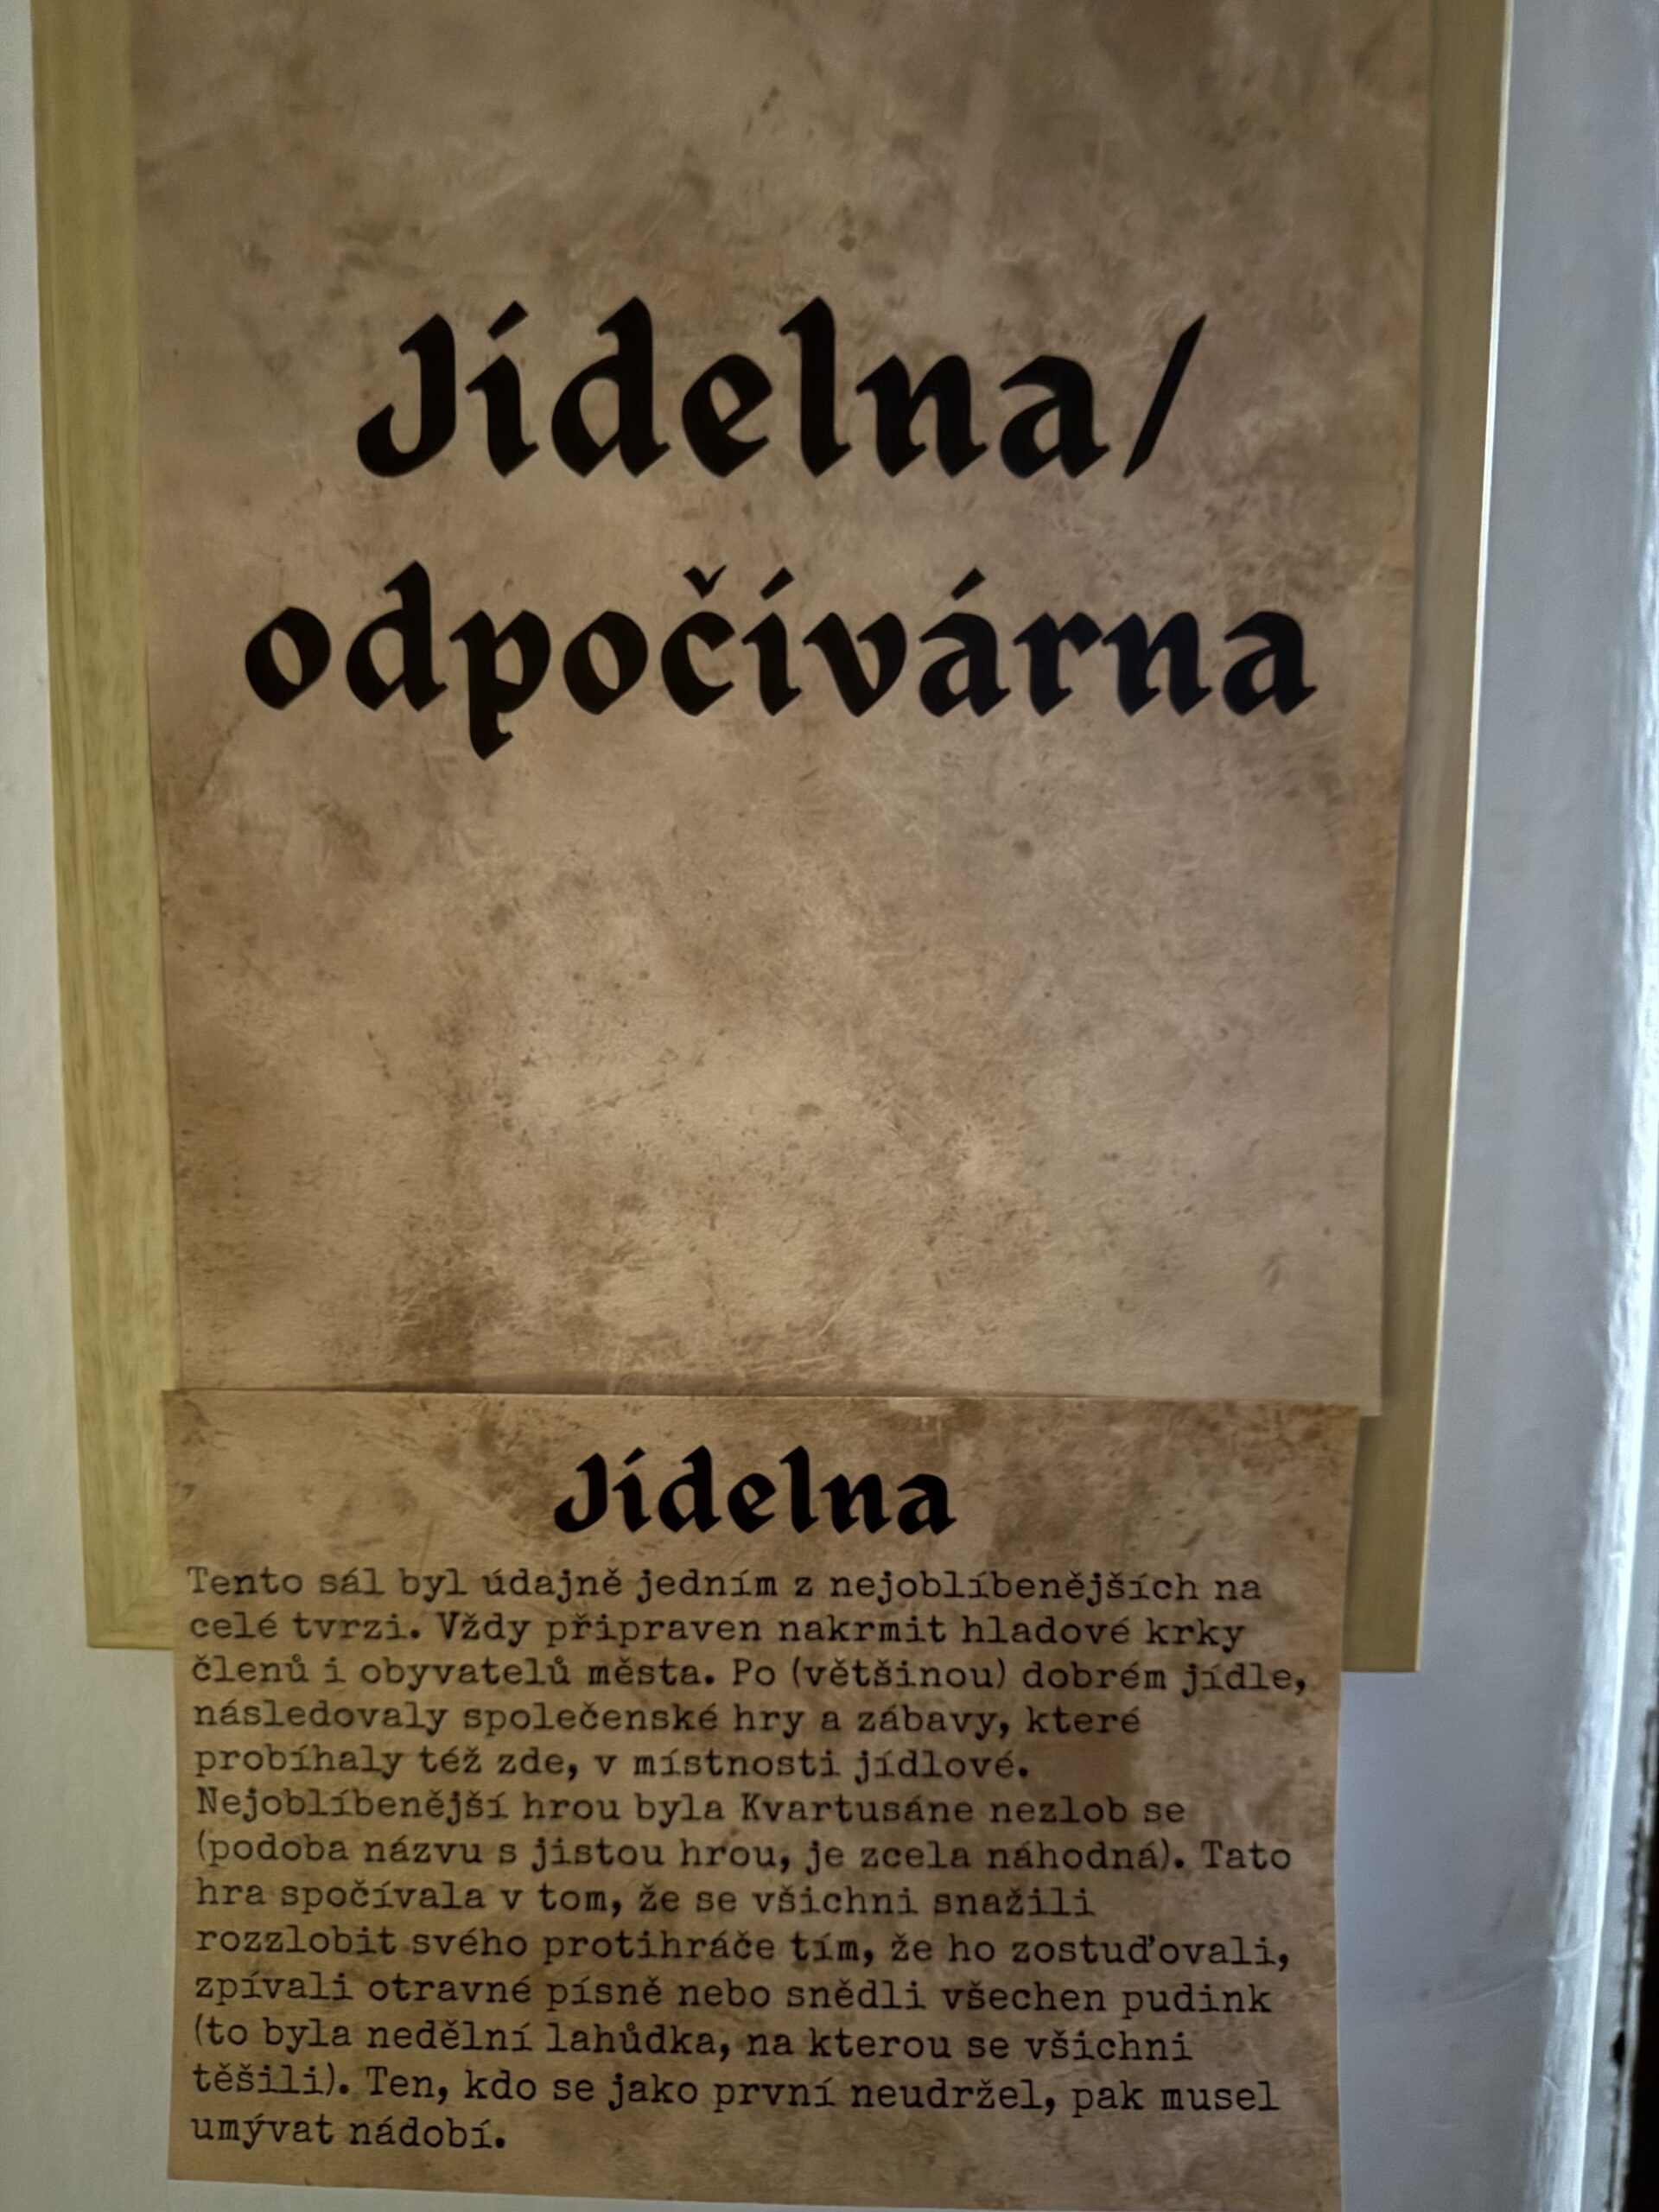 Jídelna/
odpočívárna
Jídelna
Tento sál byl údajně jedním z nejoblíbenějších na
celé tvrzi. Vždy připraven nakrmit hladové krky
členů i obyvatelů města. Po (většinou) dobrém jídle,
následovaly společenské hry a zábavy, které
probíhaly též zde, v místnosti jídlové.
Nejoblíbenější hrou byla Kvartusáne nezlob se
(podoba názvu s jistou hrou, je zcela náhodná). Tato
hra spočívala v tom, že se všichni snažili
rozzlobit svého protihráče tím, že ho zostuďovali,
zpívali otravné písně nebo snědli všechen pudink
(to byla nedělní lahůdka, na kterou se všichni
těšili). Ten, kdo se jako první neudržel, pak musel
umývat nádobí.